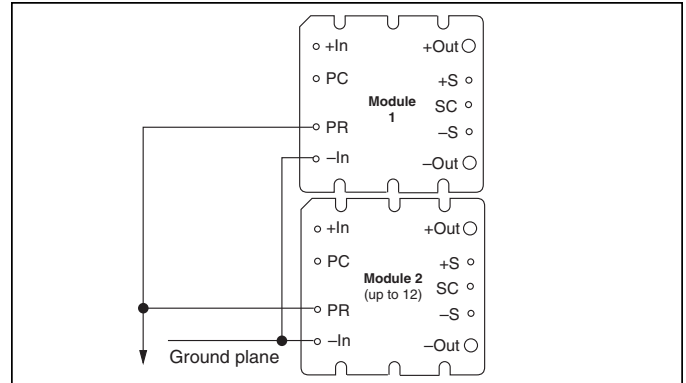 +In
+Out
PC
+S
Module
1
SC
PR
–S
–In
–Out
+In
+Out
PC
+S
Module 2
(up to 12)
SC
PR
–S
–In
–Out
Ground plane